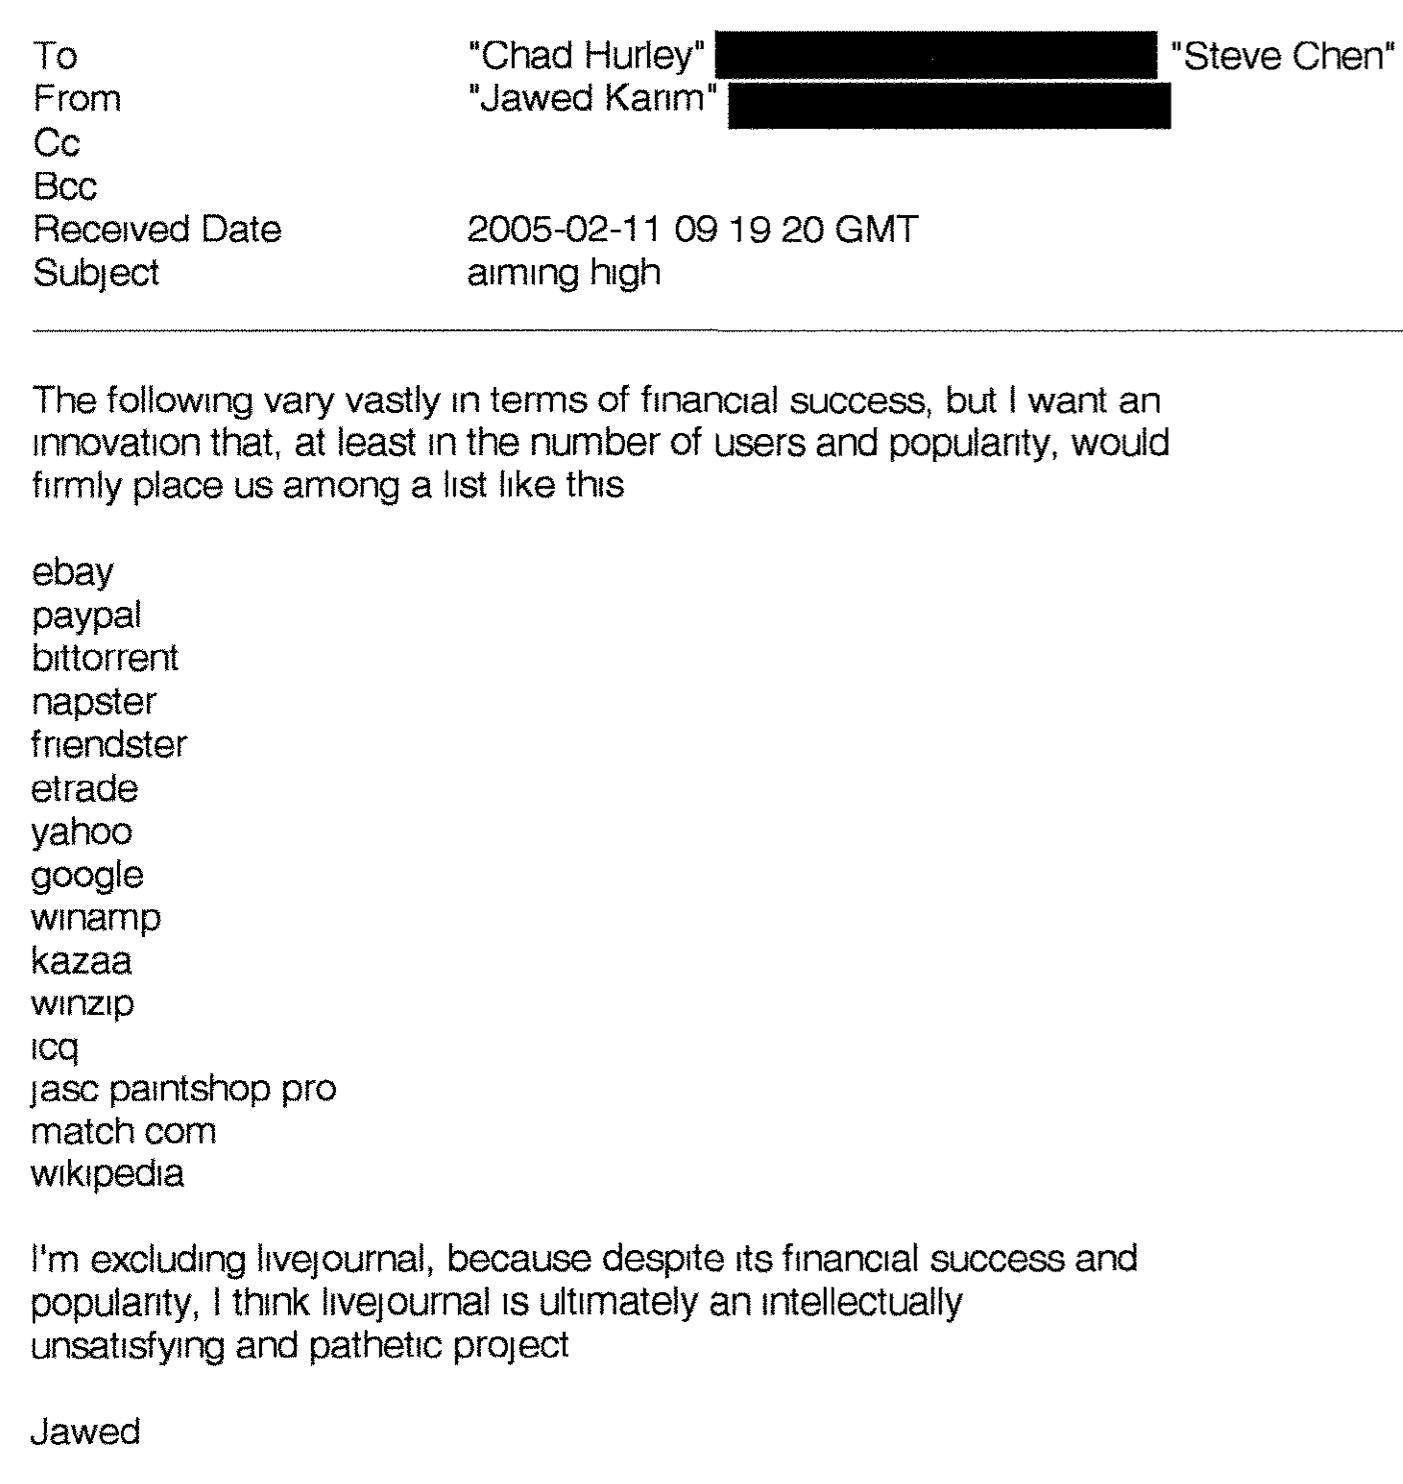 To "Chad Hurley" "Steve Chen"
From "Jawed Karim"
Cc
Bcc
Received Date 2005-02-11 09 19 20 GMT
Subject aiming high
The following vary vastly in terms of financial success, but I want an
innovation that, at least in the number of users and popularity, would
firmly place us among a list like this
ebay
paypal
bittorrent
napster
friendster
etrade
yahoo
google
winamp
kazaa
winzip
icq
jasc paintshop pro
match com
wikipedia
I'm excluding livejournal, because despite its financial success and
popularity, I think livejournal is ultimately an intellectually
unsatisfying and pathetic project
Jawed